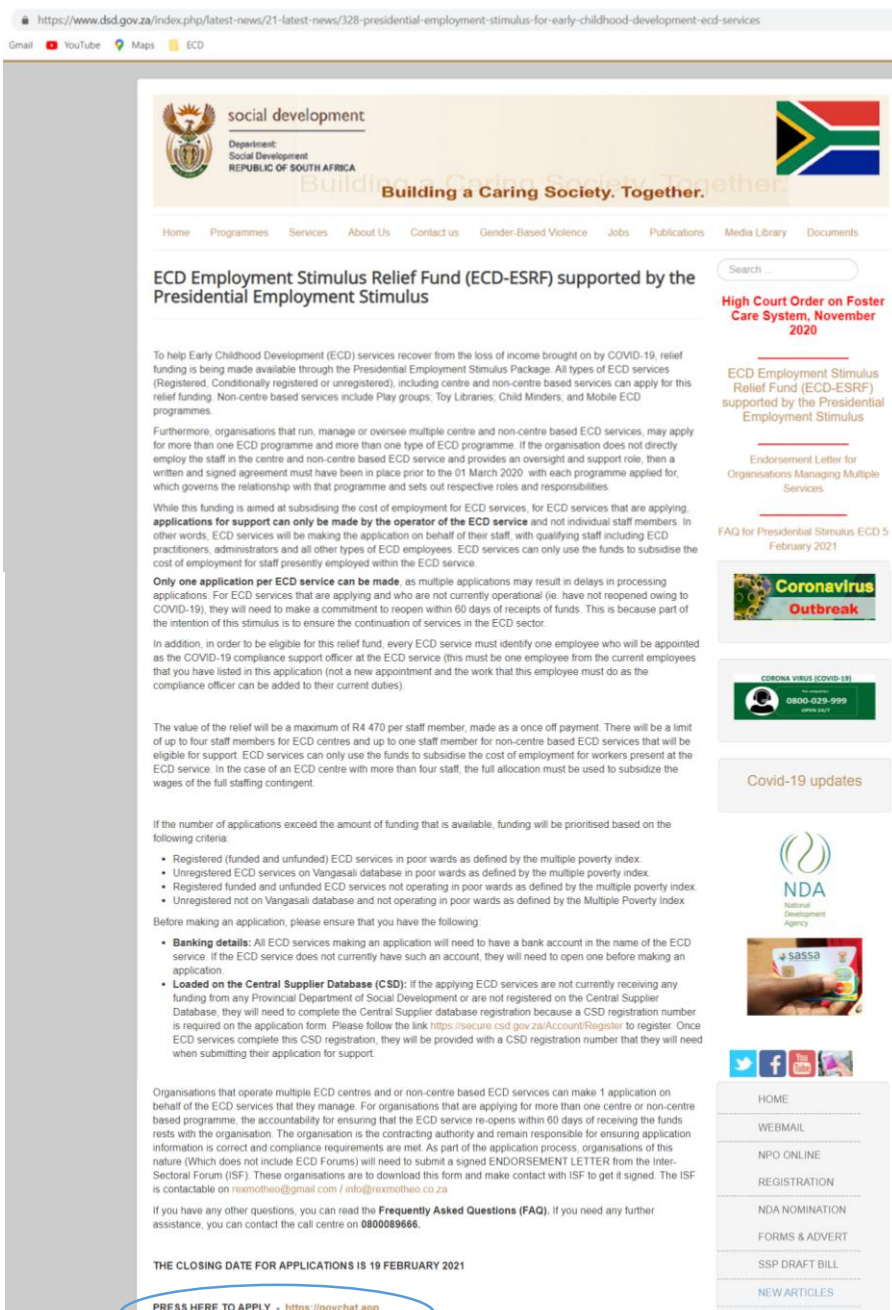 https://www.dsd.gov.za/index.php/latest-news/21-latest-news/328-presidential-employment-stimulus-for-early-childhood-development-ecd-services
Gmail YouTube Maps ECD
social development
Department:
Social Development
REPUBLIC OF SOUTH AFRICA
Building a Caring Society. Together.
Building a Caring Society. Together.
Home Programmes Services About Us Contact us Gender-Based Violence Jobs Publications Media Library Documents
ECD Employment Stimulus Relief Fund (ECD-ESRF) supported by the
Presidential Employment Stimulus
To help Early Childhood Development (ECD) services recover from the loss of income brought on by COVID-19, relief
funding is being made available through the Presidential Employment Stimulus Package. All types of ECD services
(Registered, Conditionally registered or unregistered), including centre and non-centre based services can apply for this
relief funding. Non-centre based services include Play groups; Toy Libraries; Child Minders; and Mobile ECD
programmes.
Furthermore, organisations that run, manage or oversee multiple centre and non-centre based ECD services, may apply
for more than one ECD programme and more than one type of ECD programme. If the organisation does not directly
employ the staff in the centre and non-centre based ECD service and provides an oversight and support role, then a
written and signed agreement must have been in place prior to the 01 March 2020 with each programme applied for,
which governs the relationship with that programme and sets out respective roles and responsibilities.
While this funding is aimed at subsidising the cost of employment for ECD services, for ECD services that are applying,
applications for support can only be made by the operator of the ECD service and not individual staff members. In
other words, ECD services will be making the application on behalf of their staff, with qualifying staff including ECD
practitioners, administrators and all other types of ECD employees. ECD services can only use the funds to subsidise the
cost of employment for staff presently employed within the ECD service.
Only one application per ECD service can be made, as multiple applications may result in delays in processing
applications. For ECD services that are applying and who are not currently operational (ie. have not reopened owing to
COVID-19), they will need to make a commitment to reopen within 60 days of receipts of funds. This is because part of
the intention of this stimulus is to ensure the continuation of services in the ECD sector.
In addition, in order to be eligible for this relief fund, every ECD service must identify one employee who will be appointed
as the COVID-19 compliance support officer at the ECD service (this must be one employee from the current employees
that you have listed in this application (not a new appointment and the work that this employee must do as the
compliance officer can be added to their current duties).
The value of the relief will be a maximum of R4 470 per staff member, made as a once off payment. There will be a limit
of up to four staff members for ECD centres and up to one staff member for non-centre based ECD services that will be
eligible for support. ECD services can only use the funds to subsidise the cost of employment for workers present at the
ECD service. In the case of an ECD centre with more than four staff, the full allocation must be used to subsidize the
wages of the full staffing contingent.
If the number of applications exceed the amount of funding that is available, funding will be prioritised based on the
following criteria:
• Registered (funded and unfunded) ECD services in poor wards as defined by the multiple poverty index.
• Unregistered ECD services on Vangasali database in poor wards as defined by the multiple poverty index.
• Registered funded and unfunded ECD services not operating in poor wards as defined by the multiple poverty index.
• Unregistered not on Vangasali database and not operating in poor wards as defined by the Multiple Poverty Index
Before making an application, please ensure that you have the following:
• Banking details: All ECD services making an application will need to have a bank account in the name of the ECD
service. If the ECD service does not currently have such an account, they will need to open one before making an
application.
• Loaded on the Central Supplier Database (CSD): If the applying ECD services are not currently receiving any
funding from any Provincial Department of Social Development or are not registered on the Central Supplier
Database, they will need to complete the Central Supplier database registration because a CSD registration number
is required on the application form. Please follow the link https://secure.csd.gov.za/Account/Register to register. Once
ECD services complete this CSD registration, they will be provided with a CSD registration number that they will need
when submitting their application for support.
Organisations that operate multiple ECD centres and or non-centre based ECD services can make 1 application on
behalf of the ECD services that they manage. For organisations that are applying for more than one centre or non-centre
based programme, the accountability for ensuring that the ECD service re-opens within 60 days of receiving the funds
rests with the organisation. The organisation is the contracting authority and remain responsible for ensuring application
information is correct and compliance requirements are met. As part of the application process, organisations of this
nature (Which does not include ECD Forums) will need to submit a signed ENDORSEMENT LETTER from the Inter-
Sectoral Forum (ISF). These organisations are to download this form and make contact with ISF to get it signed. The ISF
is contactable on rexmotheo@gmail.com / info@rexmotheo.co.za
If you have any other questions, you can read the Frequently Asked Questions (FAQ). If you need any further
assistance, you can contact the call centre on 0800089666.
THE CLOSING DATE FOR APPLICATIONS IS 19 FEBRUARY 2021
PRESS HERE TO APPLY - https://govchat.app
Search ...
High Court Order on Foster
Care System, November
2020
ECD Employment Stimulus
Relief Fund (ECD-ESRF)
supported by the Presidential
Employment Stimulus
Endorsement Letter for
Organisations Managing Multiple
Services
FAQ for Presidential Stimulus ECD 5
February 2021
Coronavirus
Outbreak
CORONA VIRUS (COVID-19)
0800-029-999
OPEN 24/7
Covid-19 updates
NDA
National
Development
Agency
sassa
You
Tube
HOME
WEBMAIL
NPO ONLINE
REGISTRATION
NDA NOMINATION
FORMS & ADVERT
SSP DRAFT BILL
NEW ARTICLES